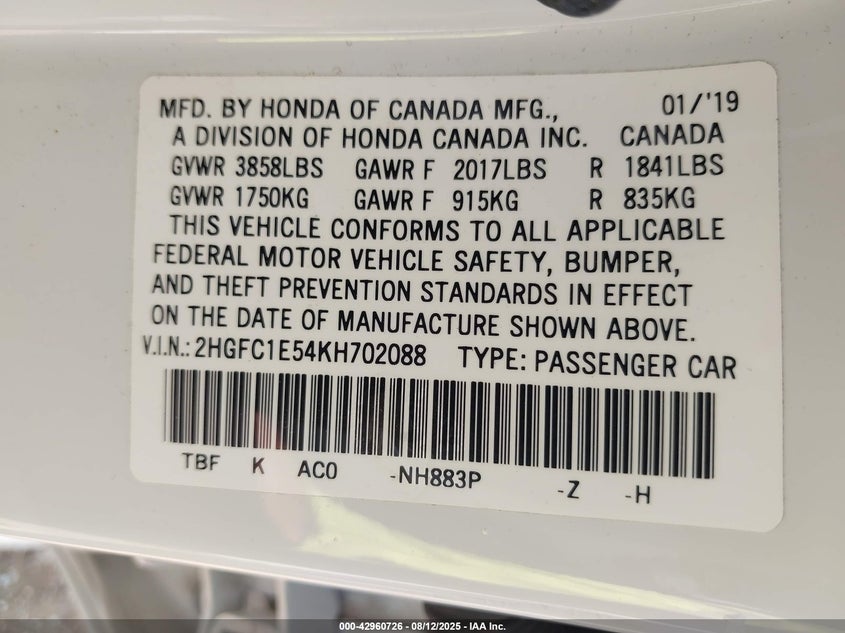 MFD. BY HONDA OF CANADA MFG., 01/'19
A DIVISION OF HONDA CANADA INC. CANADA
GVWR 3858LBS GAWR F 2017LBS R 1841LBS
GVWR 1750KG GAWR F 915KG R 835KG
THIS VEHICLE CONFORMS TO ALL APPLICABLE
FEDERAL MOTOR VEHICLE SAFETY, BUMPER,
AND THEFT PREVENTION STANDARDS IN EFFECT
ON THE DATE OF MANUFACTURE SHOWN ABOVE.
V.I.N.: 2HGFC1E54KH702088 TYPE: PASSENGER CAR
TBF K AC0 -NH883P -Z -H
000-42960726 - 08/12/2025 - IAA Inc.